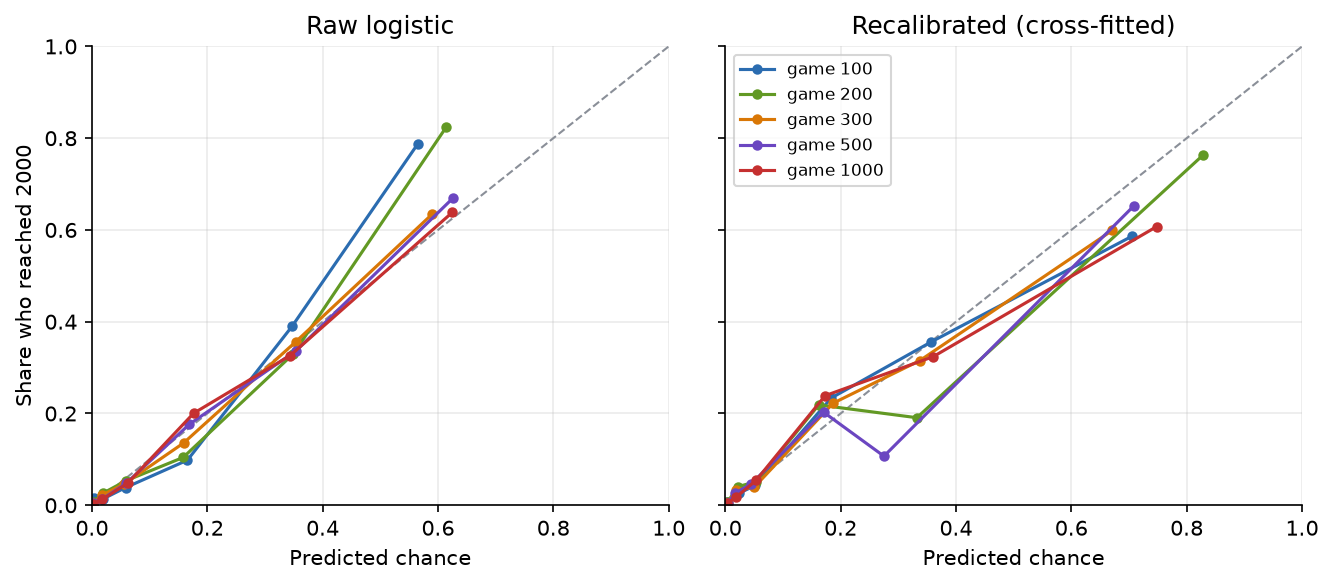 Raw logistic
Recalibrated (cross-fitted)
Share who reached 2000
1.0
0.8
0.6
0.4
0.2
0.0
0.0 0.2 0.4 0.6 0.8 1.0
Predicted chance
game 100
game 200
game 300
game 500
game 1000
0.0 0.2 0.4 0.6 0.8 1.0
Predicted chance